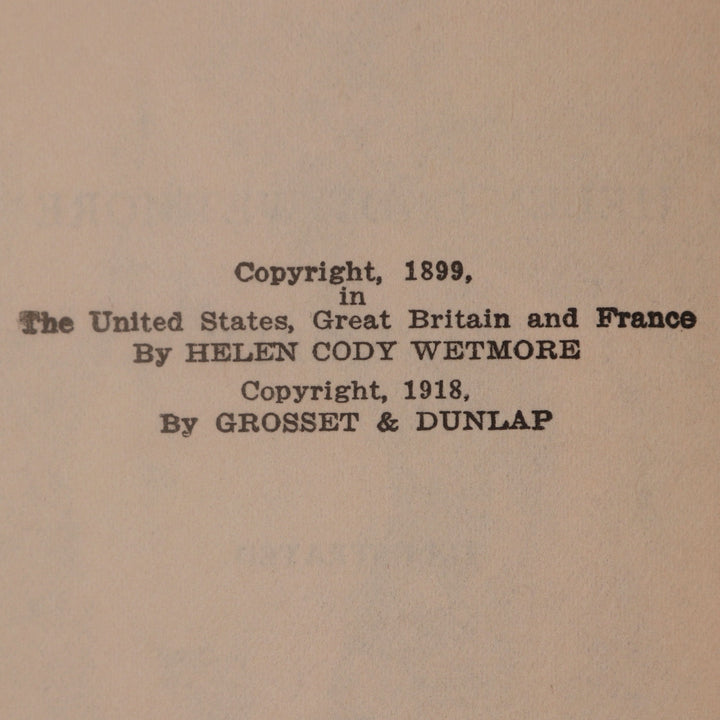 Copyright, 1899,
in
The United States, Great Britain and France
By HELEN CODY WETMORE
Copyright, 1918,
By GROSSET & DUNLAP